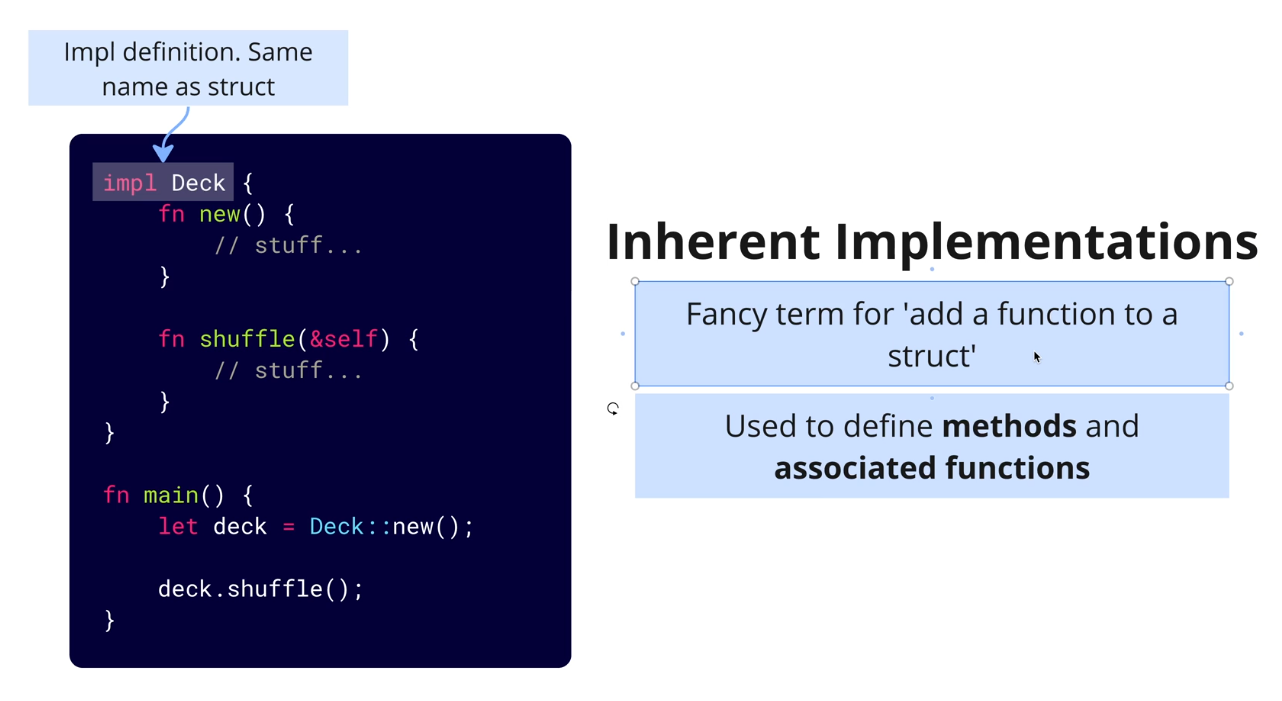 Impl definition. Same
name as struct
impl Deck {
    fn new() {
        // stuff...
    }

    fn shuffle(&self) {
        // stuff...
    }
}

fn main() {
    let deck = Deck::new();

    deck.shuffle();
}
Inherent Implementations
Fancy term for 'add a function to a
struct'
Used to define methods and
associated functions